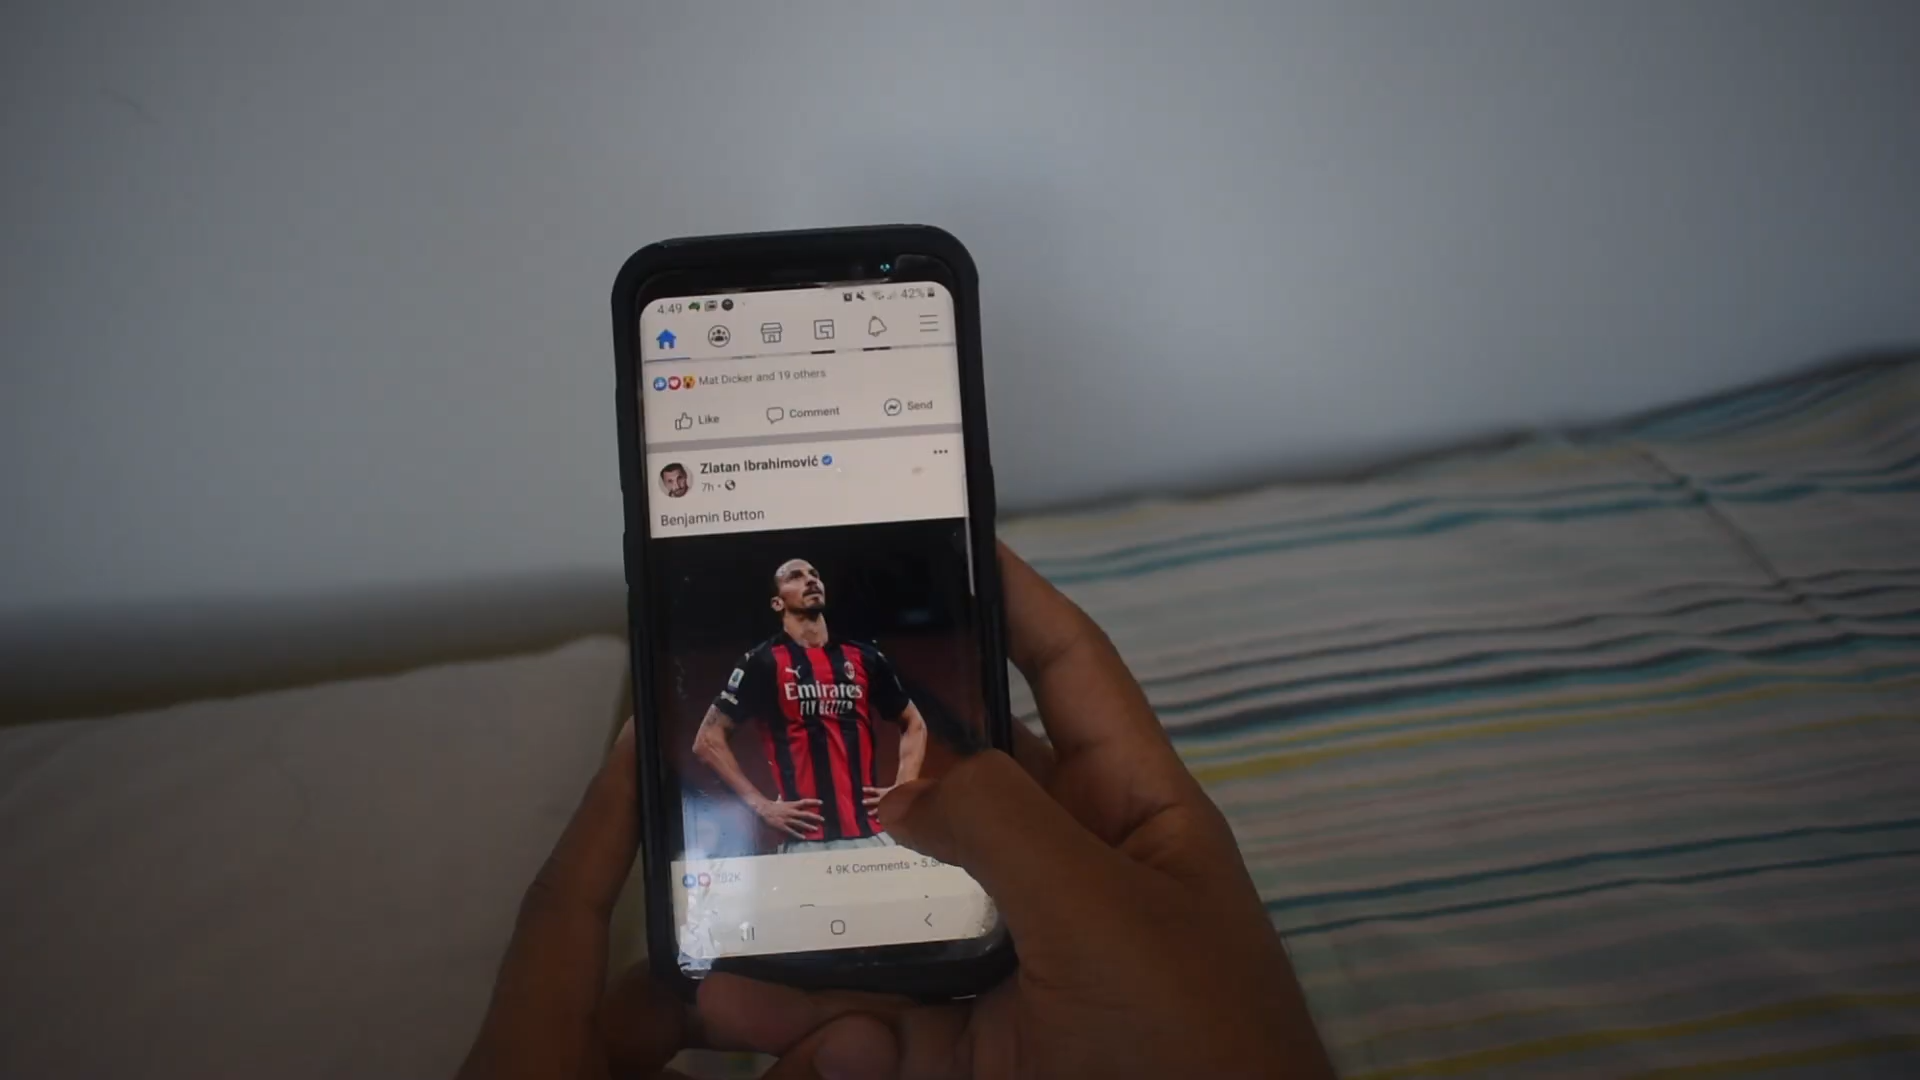 4:49
42%
Mat Dicker and 19 others
Like
Comment
Send
Zlatan Ibrahimović
7h
Benjamin Button
Emirates
FLY BETTER
282K
4.9K Comments